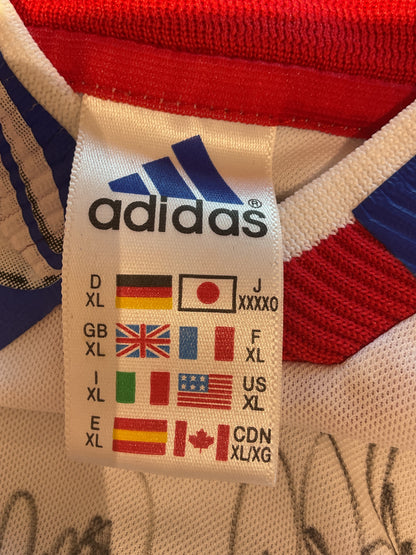 adidas ®
D XL J XXXXO
GB XL F XL
I XL US XL
E XL CDN XL/XG